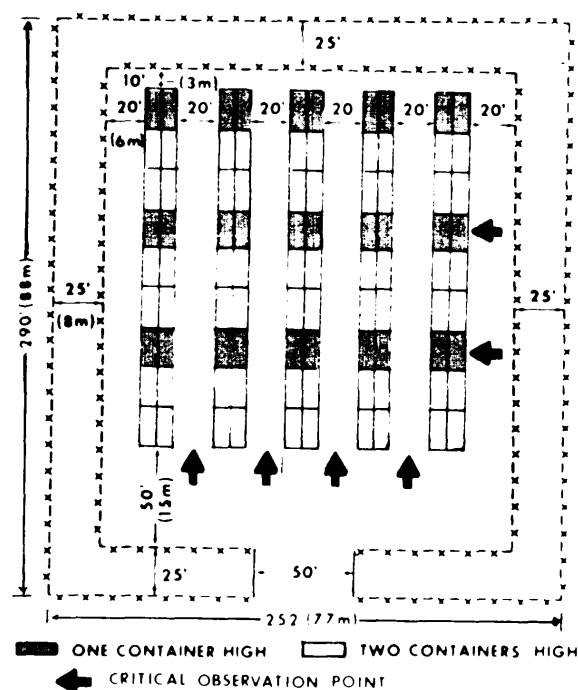 25'
10' (3m)
20' 20' 20' 20 20' 20'
(6m)
290' (88m)
25'
(8m)
25'
50'
(15m)
25'
50'
252 (77m)
ONE CONTAINER HIGH
TWO CONTAINERS HIGH
CRITICAL OBSERVATION POINT